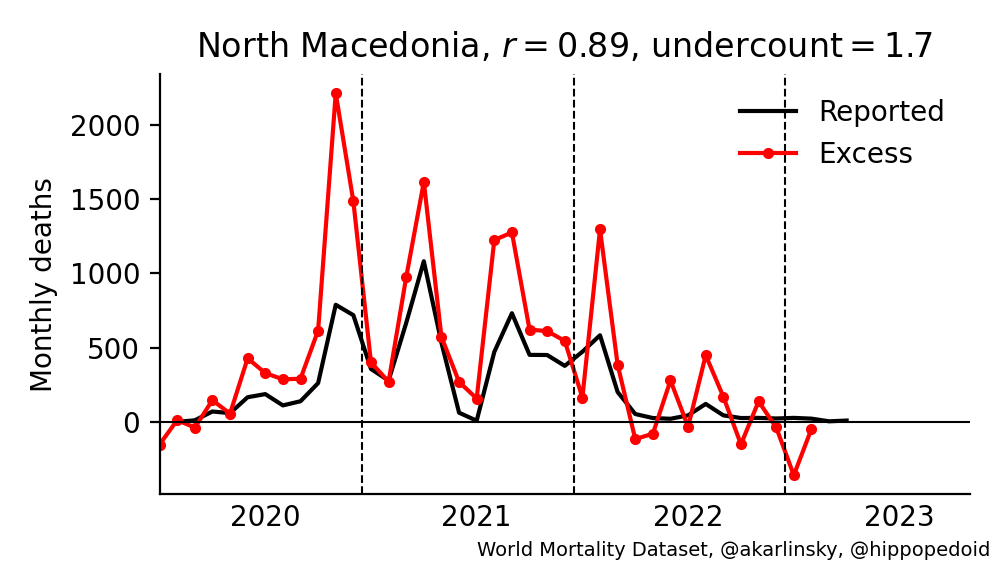 North Macedonia, r = 0.89, undercount = 1.7
Monthly deaths
2000
1500
1000
500
0
Reported
Excess
2020 2021 2022 2023
World Mortality Dataset, @akarlinsky, @hippopedoid